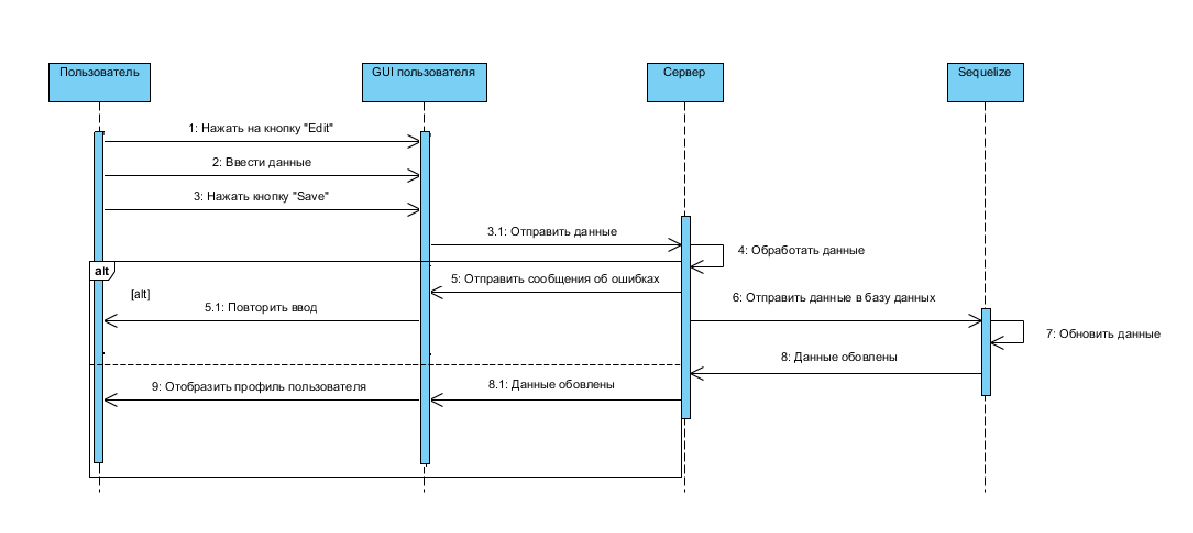 Пользователь
GUI пользователя
Сервер
Sequelize
1: Нажать на кнопку "Edit"
2: Ввести данные
3: Нажать кнопку "Save"
3.1: Отправить данные
4: Обработать данные
alt
[alt]
5: Отправить сообщения об ошибках
6: Отправить данные в базу данных
5.1: Повторить ввод
7: Обновить данные
8: Данные обовлены
9: Отобразить профиль пользователя
8.1: Данные обовлены